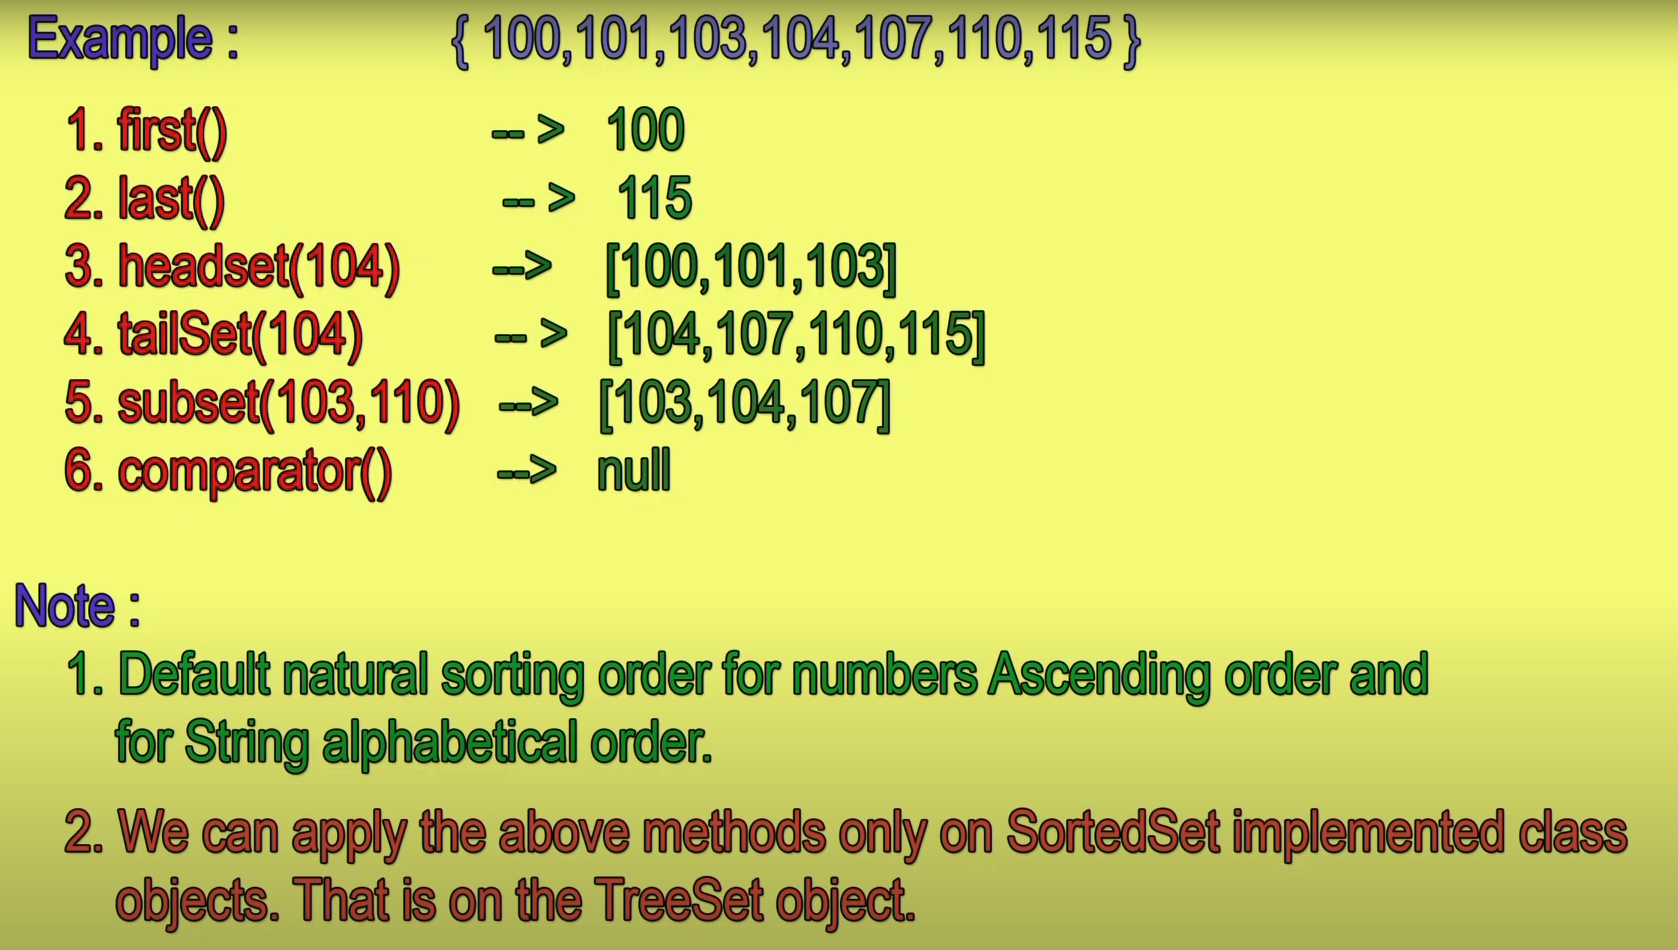 Example : { 100,101,103,104,107,110,115 }
1. first() -- > 100
2. last() -- > 115
3. headset(104) --> [100,101,103]
4. tailSet(104) -- > [104,107,110,115]
5. subset(103,110) --> [103,104,107]
6. comparator() --> null
Note :
1. Default natural sorting order for numbers Ascending order and
for String alphabetical order.
2. We can apply the above methods only on SortedSet implemented class
objects. That is on the TreeSet object.